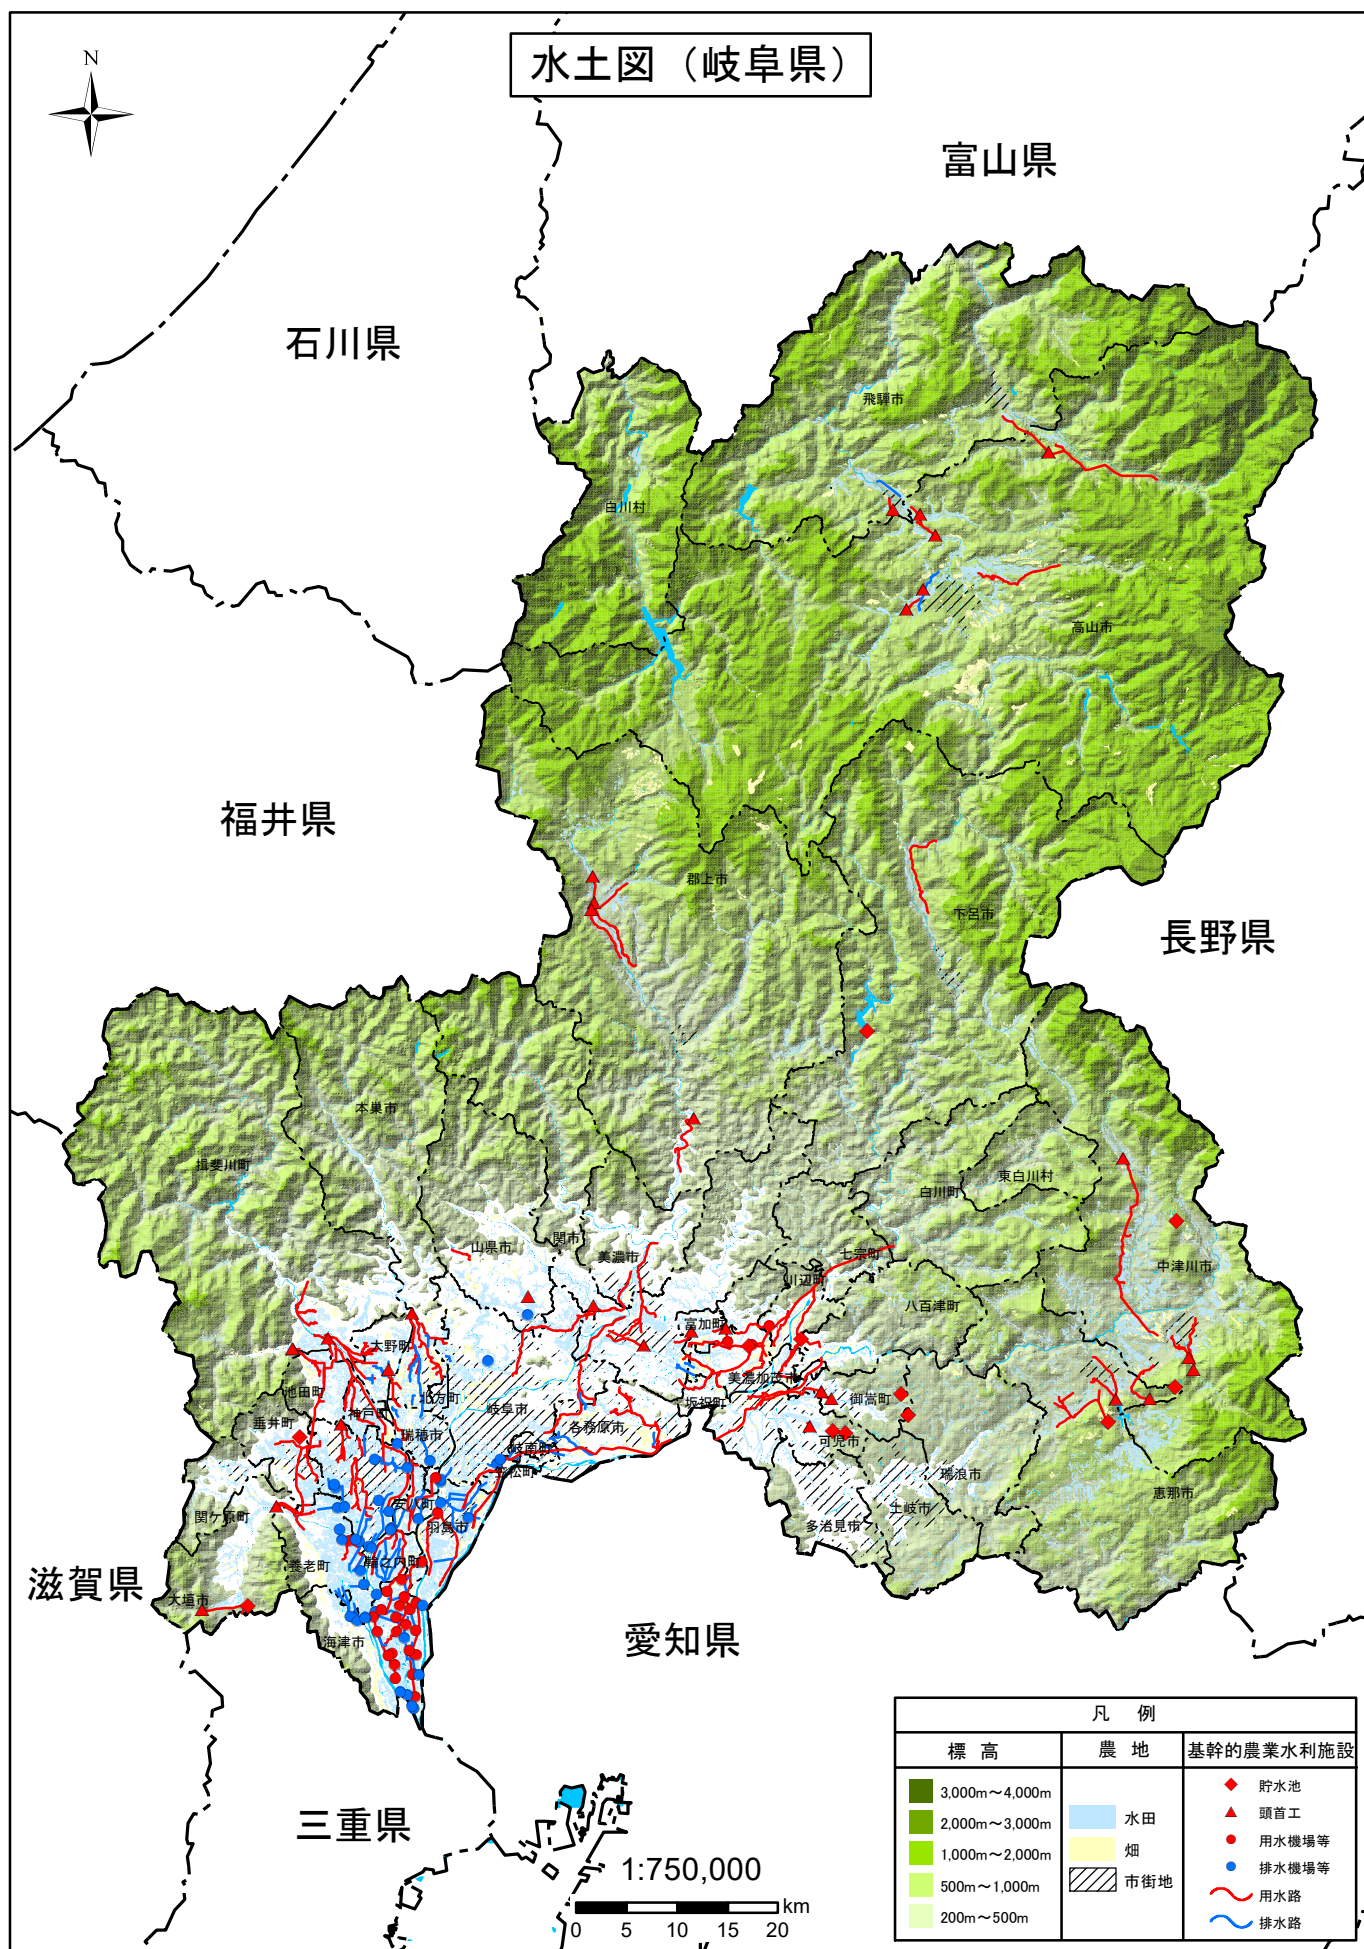 水土図（岐阜県）
N
富山県
石川県
飛騨市
白川村
高山市
福井県
郡上市
下呂市
長野県
本巣市
揖斐川町
東白川村
白川町
山県市
関市
美濃市
七宗町
川辺町
中津川市
八百津町
富加町
大野町
美濃加茂市
池田町
北方町
坂祝町
御嵩町
神戸町
岐阜市
垂井町
瑞穂市
各務原市
可児市
岐南町
笠松町
瑞浪市
恵那市
安八町
関ケ原町
羽島市
土岐市
多治見市
輪之内町
養老町
滋賀県
大垣市
海津市
愛知県
三重県
1:750,000
km
0 5 10 15 20
凡 例
標 高
農 地
基幹的農業水利施設
3,000m～4,000m
2,000m～3,000m
1,000m～2,000m
500m～1,000m
200m～500m
水田
畑
市街地
貯水池
頭首工
用水機場等
排水機場等
用水路
排水路